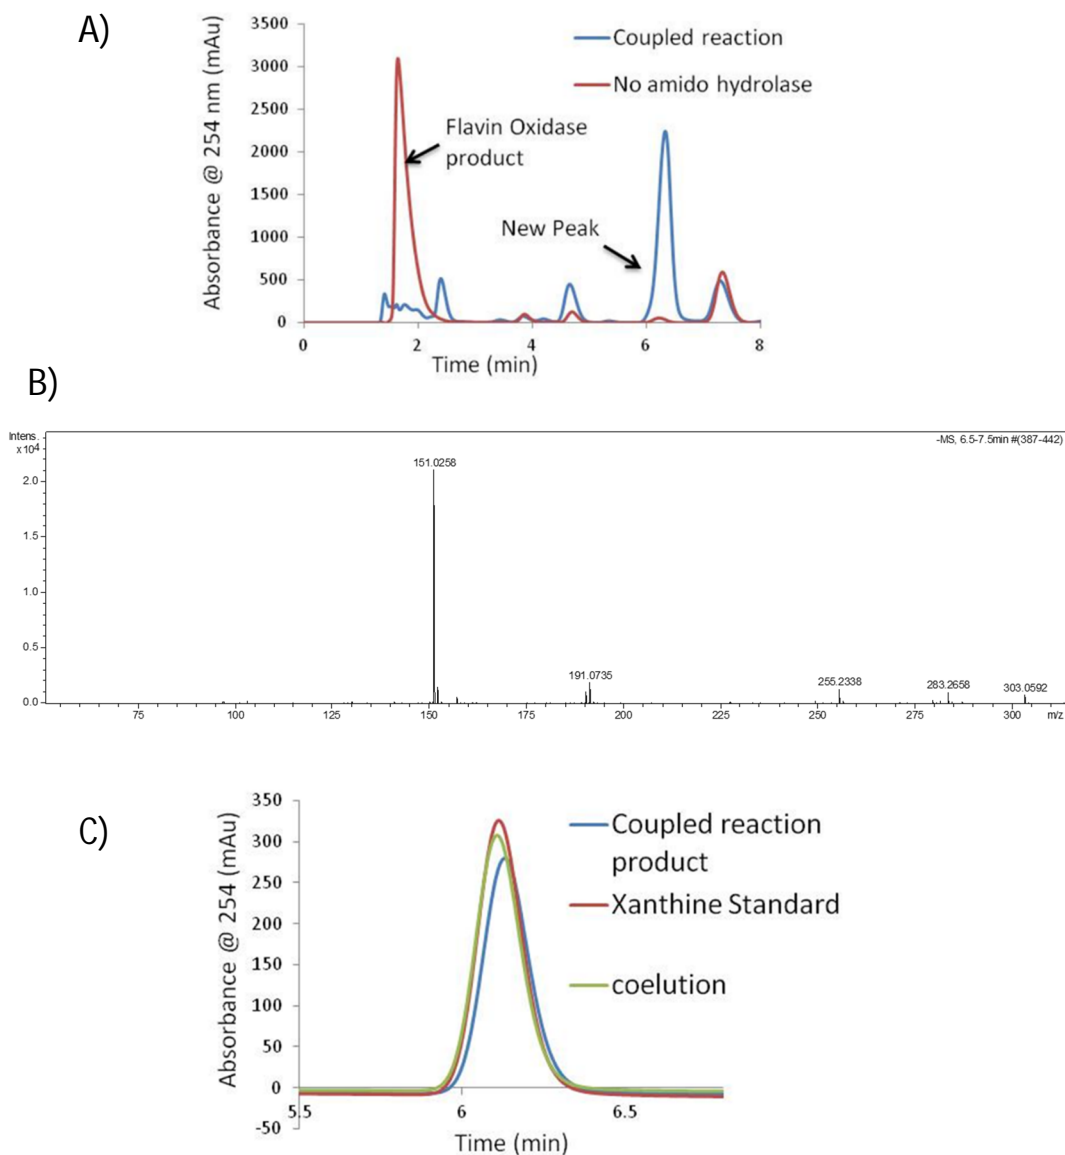 A)
3500
3000
2500
2000
1500
1000
500
0
Absorbance @ 254 nm (mAu)
Coupled reaction
No amido hydrolase
Flavin Oxidase
product
New Peak
0 2 4 6 8
Time (min)
B)
Intens.
x10^4
-MS, 6.5-7.5min #(387-442)
151.0258
2.0
1.5
1.0
0.5
0.0
191.0735
255.2338
283.2658
303.0592
75 100 125 150 175 200 225 250 275 300 m/z
C)
350
300
250
200
150
100
50
0
-50
Absorbance @ 254 (mAu)
Coupled reaction
product
Xanthine Standard
coelution
5.5 6 6.5
Time (min)